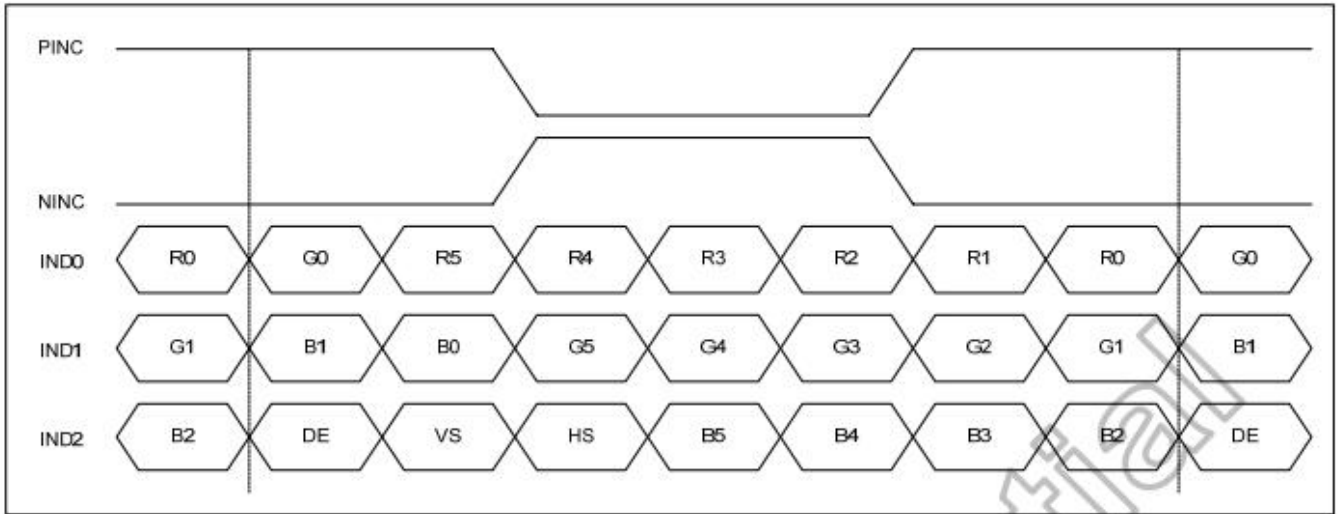 PINC
NINC
IND0 R0 G0 R5 R4 R3 R2 R1 R0 G0
IND1 G1 B1 B0 G5 G4 G3 G2 G1 B1
IND2 B2 DE VS HS B5 B4 B3 B2 DE
tial